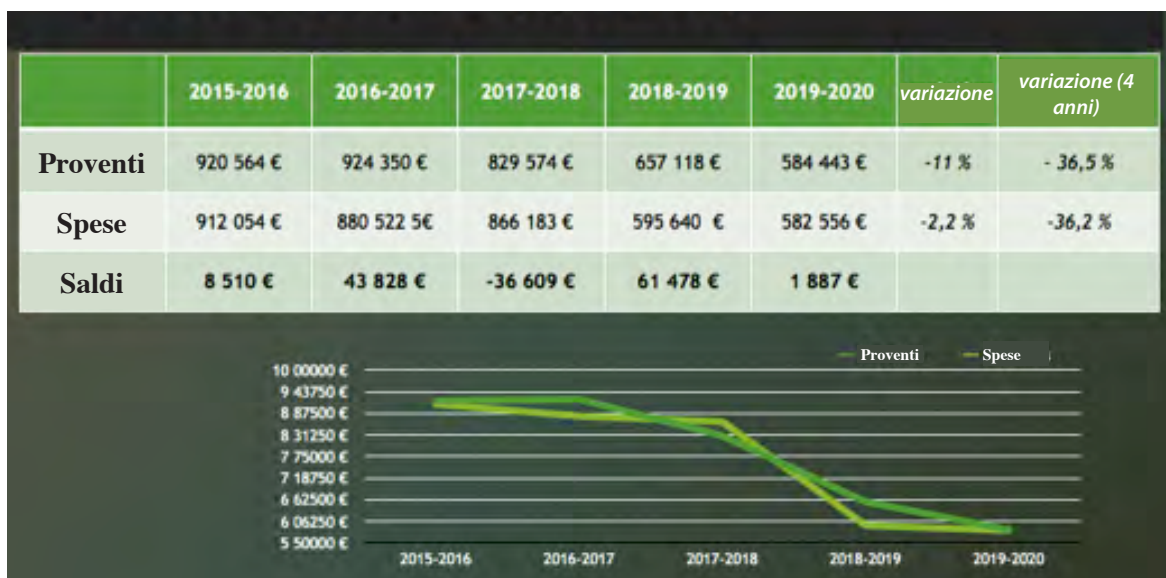 2015-2016 2016-2017 2017-2018 2018-2019 2019-2020 variazione variazione (4
anni)
Proventi 920 564 € 924 350 € 829 574 € 657 118 € 584 443 € -11 % - 36,5 %
Spese 912 054 € 880 522 5€ 866 183 € 595 640 € 582 556 € -2,2 % -36,2 %
Saldi 8 510 € 43 828 € -36 609 € 61 478 € 1 887 €
Proventi Spese
10 00000 €
9 43750 €
8 87500 €
8 31250 €
7 75000 €
7 18750 €
6 62500 €
6 06250 €
5 50000 €
2015-2016 2016-2017 2017-2018 2018-2019 2019-2020